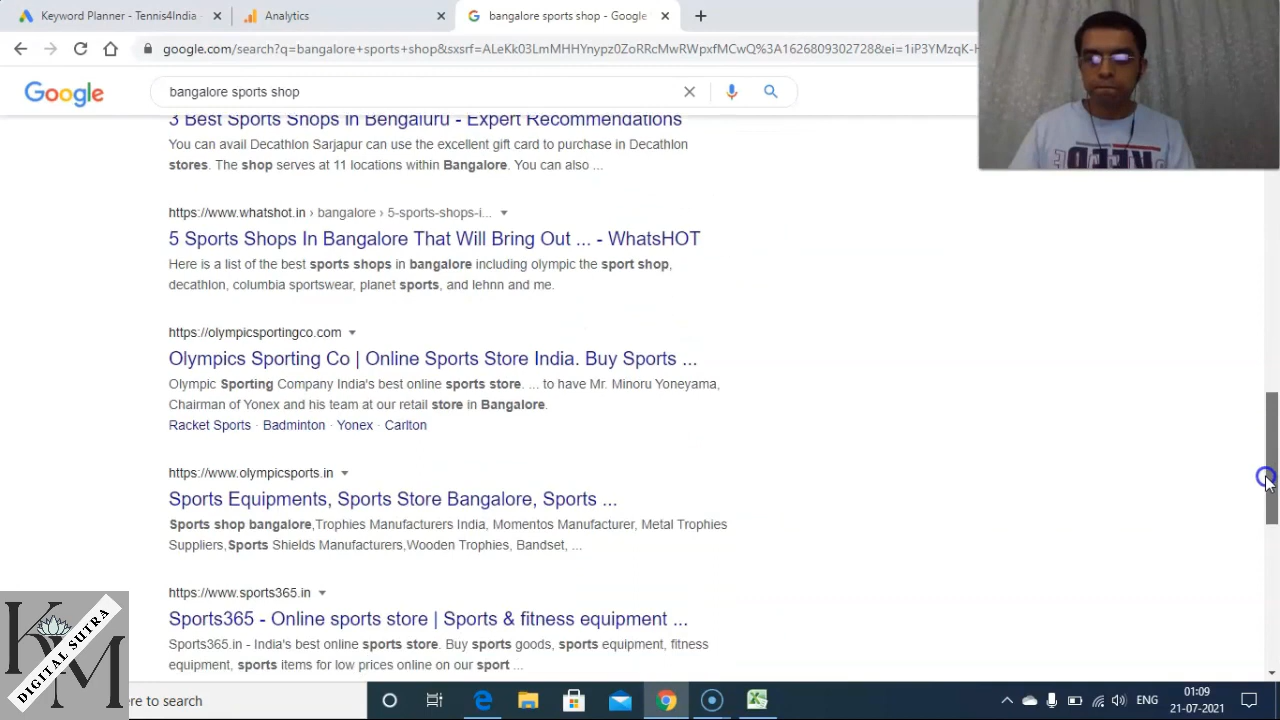 Keyword Planner - Tennis4India
Analytics
bangalore sports shop - Google
google.com/search?q=bangalore+sports+shop&sxsrf=ALeKk03LmMHHYnypz0ZoRRcMwRWpxfMCwQ%3A1626809302728&ei=1iP3YMzqK-H
Google
bangalore sports shop
3 Best Sports Shops in Bengaluru - Expert Recommendations
You can avail Decathlon Sarjapur can use the excellent gift card to purchase in Decathlon
stores. The shop serves at 11 locations within Bangalore. You can also ...
https://www.whatshot.in › bangalore › 5-sports-shops-i...
5 Sports Shops In Bangalore That Will Bring Out ... - WhatsHOT
Here is a list of the best sports shops in bangalore including olympic the sport shop,
decathlon, columbia sportswear, planet sports, and lehnn and me.
https://olympicsportingco.com
Olympics Sporting Co | Online Sports Store India. Buy Sports ...
Olympic Sporting Company India's best online sports store. ... to have Mr. Minoru Yoneyama,
Chairman of Yonex and his team at our retail store in Bangalore.
Racket Sports · Badminton · Yonex · Carlton
https://www.olympicsports.in
Sports Equipments, Sports Store Bangalore, Sports ...
Sports shop bangalore,Trophies Manufacturers India, Momentos Manufacturer, Metal Trophies
Suppliers,Sports Shields Manufacturers,Wooden Trophies, Bandset, ...
https://www.sports365.in
Sports365 - Online sports store | Sports & fitness equipment ...
Sports365.in - India's best online sports store. Buy sports goods, sports equipment, fitness
equipment, sports items for low prices online on our sport ...
KM
DIGITAL SUTRA
ere to search
ENG
01:09
21-07-2021